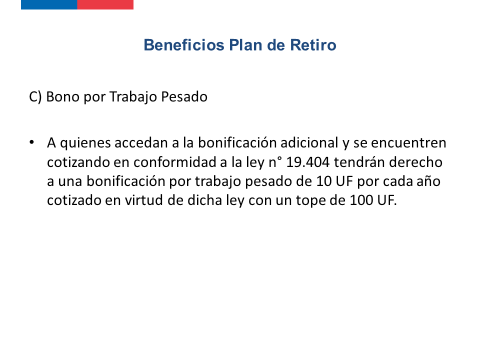 Beneficios Plan de Retiro
C) Bono por Trabajo Pesado
• A quienes accedan a la bonificación adicional y se encuentren
cotizando en conformidad a la ley n° 19.404 tendrán derecho
a una bonificación por trabajo pesado de 10 UF por cada año
cotizado en virtud de dicha ley con un tope de 100 UF.